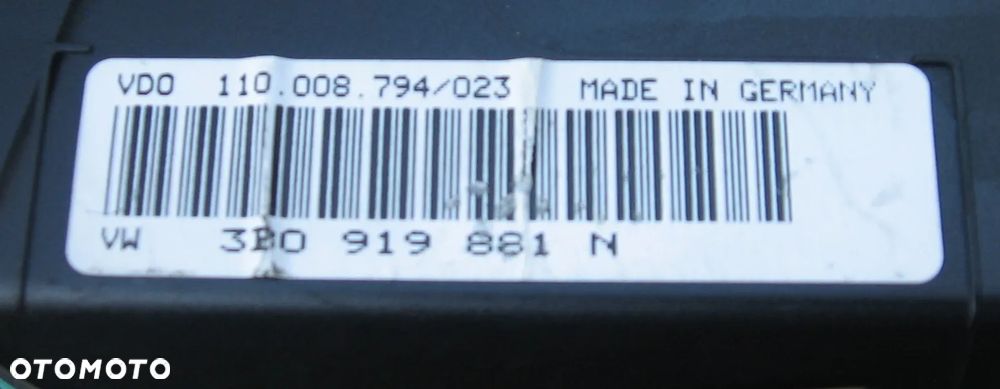 VDO 110.008.794/023 MADE IN GERMANY
VW 3B0 919 881 N
OTOMOTO